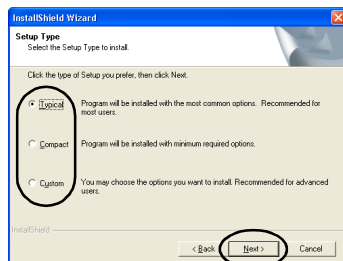 InstallShield Wizard
Setup Type
Select the Setup Type to install.
Click the type of Setup you prefer, then click Next.
Typical
Program will be installed with the most common options. Recommended for
most users.
Compact
Program will be installed with minimum required options.
Custom
You may choose the options you want to install. Recommended for advanced
users.
InstallShield
< Back
Next >
Cancel